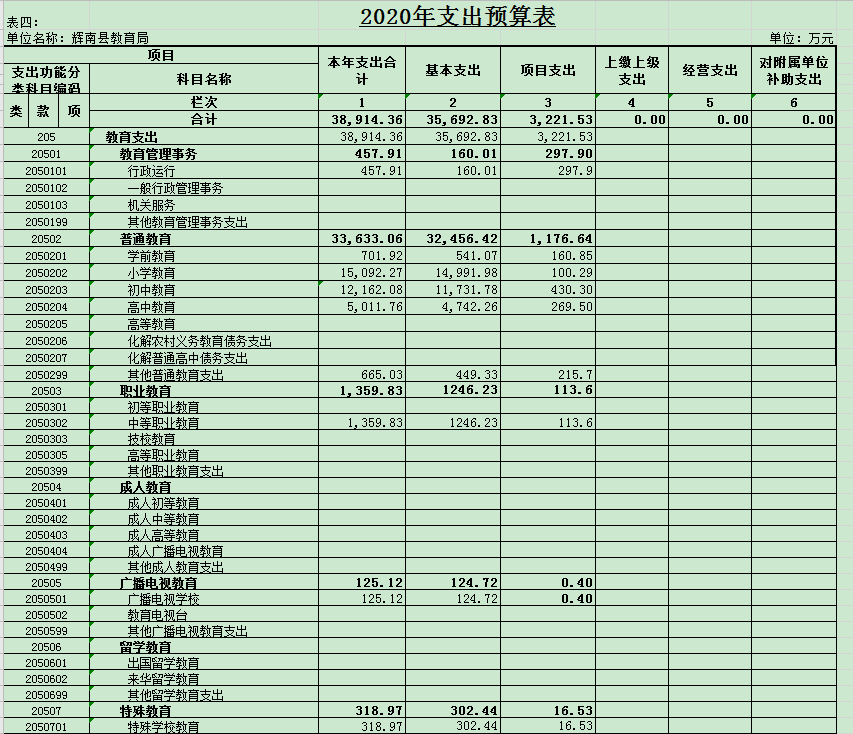 2020年支出预算表
表四：
单位名称：辉南县教育局 单位：万元
项目 本年支出合计 基本支出 项目支出 上缴上级支出 经营支出 对附属单位补助支出
支出功能分类科目编码 科目名称
类 款 项 栏次 1 2 3 4 5 6
合计 38,914.36 35,692.83 3,221.53 0.00 0.00 0.00
205 教育支出 38,914.36 35,692.83 3,221.53
20501 教育管理事务 457.91 160.01 297.90
2050101 行政运行 457.91 160.01 297.9
2050102 一般行政管理事务
2050103 机关服务
2050199 其他教育管理事务支出
20502 普通教育 33,633.06 32,456.42 1,176.64
2050201 学前教育 701.92 541.07 160.85
2050202 小学教育 15,092.27 14,991.98 100.29
2050203 初中教育 12,162.08 11,731.78 430.30
2050204 高中教育 5,011.76 4,742.26 269.50
2050205 高等教育
2050206 化解农村义务教育债务支出
2050207 化解普通高中债务支出
2050299 其他普通教育支出 665.03 449.33 215.7
20503 职业教育 1,359.83 1246.23 113.6
2050301 初等职业教育
2050302 中等职业教育 1,359.83 1246.23 113.6
2050303 技校教育
2050305 高等职业教育
2050399 其他职业教育支出
20504 成人教育
2050401 成人初等教育
2050402 成人中等教育
2050403 成人高等教育
2050404 成人广播电视教育
2050499 其他成人教育支出
20505 广播电视教育 125.12 124.72 0.40
2050501 广播电视学校 125.12 124.72 0.40
2050502 教育电视台
2050599 其他广播电视教育支出
20506 留学教育
2050601 出国留学教育
2050602 来华留学教育
2050699 其他留学教育支出
20507 特殊教育 318.97 302.44 16.53
2050701 特殊学校教育 318.97 302.44 16.53